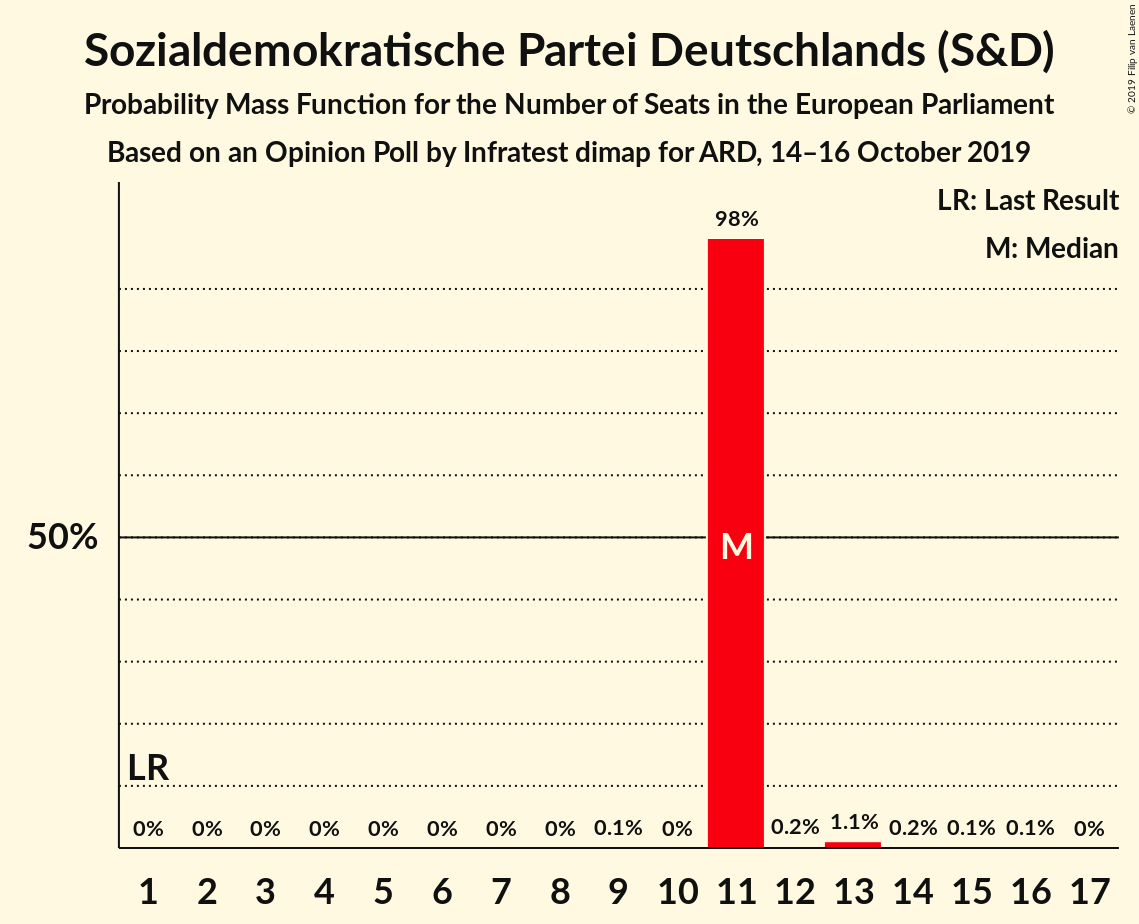 Sozialdemokratische Partei Deutschlands (S&D)
Probability Mass Function for the Number of Seats in the European Parliament
Based on an Opinion Poll by Infratest dimap for ARD, 14–16 October 2019
© 2019 Filip van Laenen
LR: Last Result
M: Median
98%
50%
M
LR
0% 0% 0% 0% 0% 0% 0% 0% 0.1% 0% 0.2% 1.1% 0.2% 0.1% 0.1% 0%
1 2 3 4 5 6 7 8 9 10 11 12 13 14 15 16 17